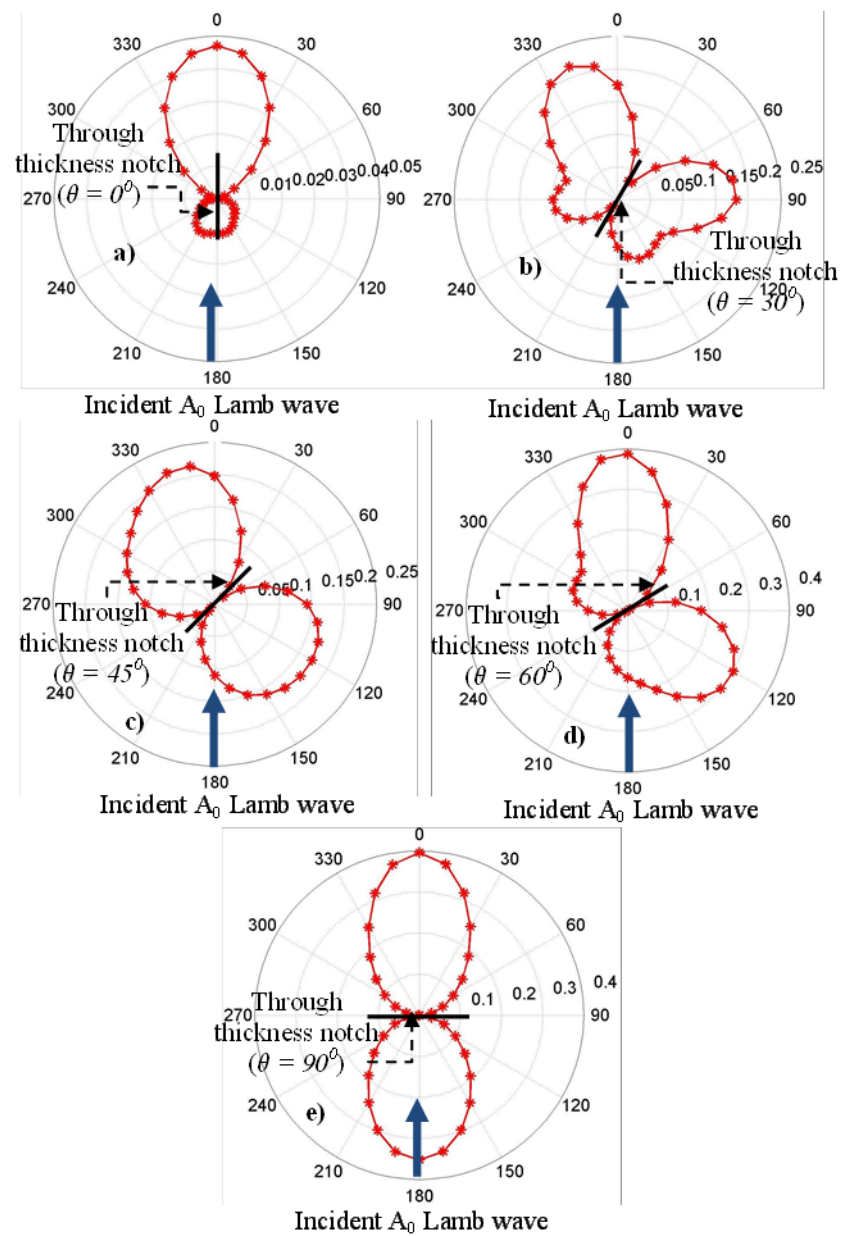 0
330
30
300
60
Through
thickness notch
(θ = 0⁰)
0.01 0.02 0.03 0.04 0.05
270
90
a)
240
120
210
150
180
Incident A₀ Lamb wave
0
330
30
300
60
0.05 0.1 0.15 0.2 0.25
270
90
Through
thickness notch
(θ = 30⁰)
b)
240
120
210
150
180
Incident A₀ Lamb wave
0
330
30
300
60
0.05 0.1 0.15 0.2 0.25
270
90
Through
thickness notch
(θ = 45⁰)
240
120
c)
210
150
180
Incident A₀ Lamb wave
0
330
30
300
60
0.1 0.2 0.3 0.4
270
90
Through
thickness notch
(θ = 60⁰)
240
120
d)
210
150
180
Incident A₀ Lamb wave
0
330
30
300
60
0.1 0.2 0.3 0.4
270
90
Through
thickness notch
(θ = 90⁰)
240
120
e)
210
150
180
Incident A₀ Lamb wave